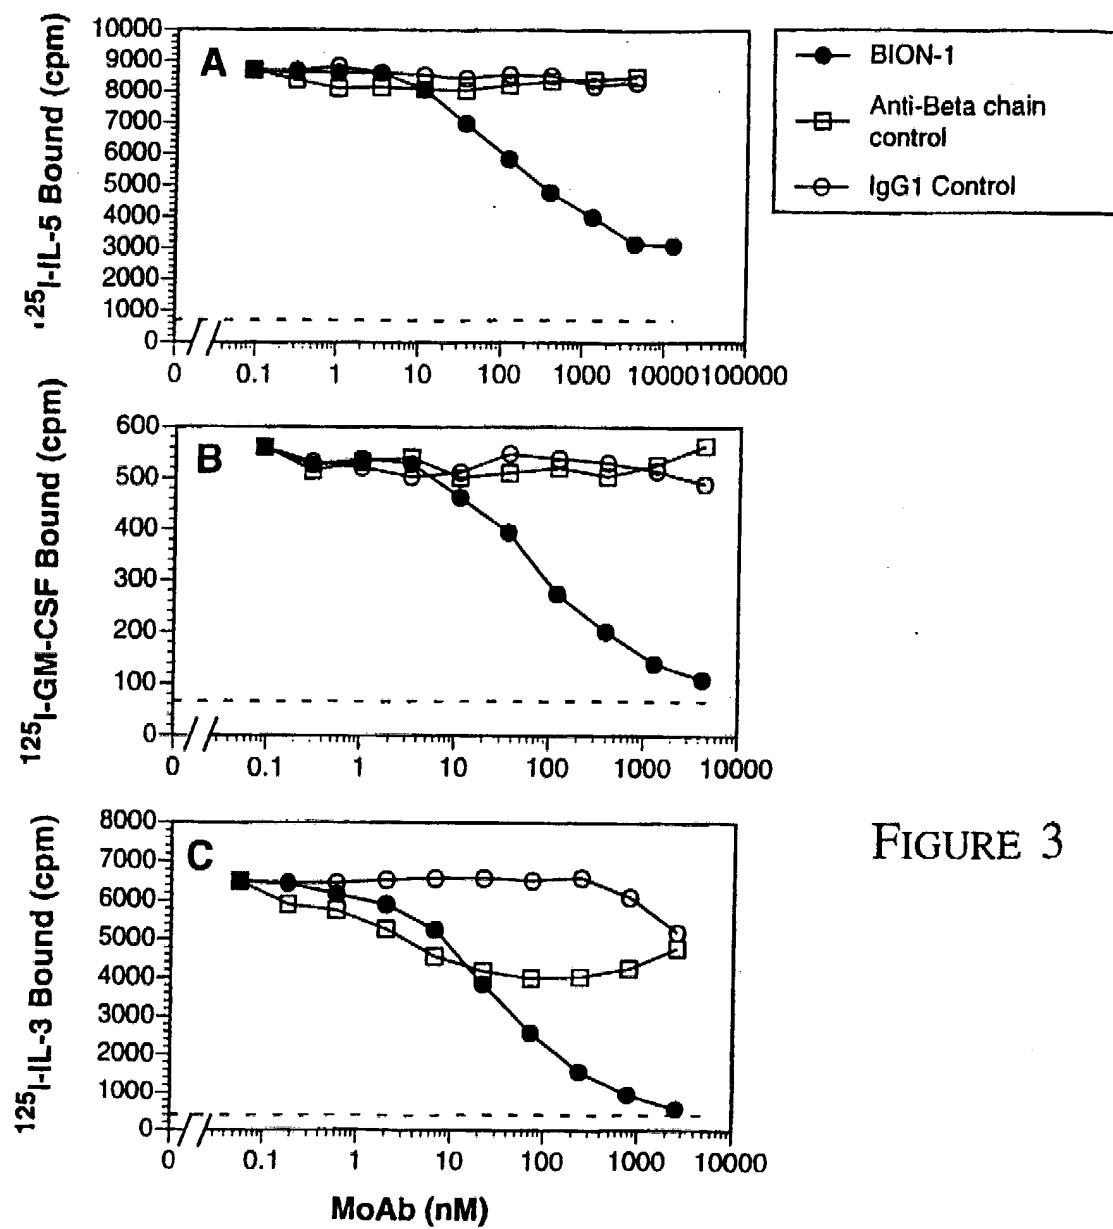 A
¹²⁵I-IL-5 Bound (cpm)
10000
9000
8000
7000
6000
5000
4000
3000
2000
1000
0
0 0.1 1 10 100 1000 10000 100000
BION-1
Anti-Beta chain
control
IgG1 Control
B
¹²⁵I-GM-CSF Bound (cpm)
600
500
400
300
200
100
0
0 0.1 1 10 100 1000 10000
C
¹²⁵I-IL-3 Bound (cpm)
8000
7000
6000
5000
4000
3000
2000
1000
0
0 0.1 1 10 100 1000 10000
MoAb (nM)
FIGURE 3